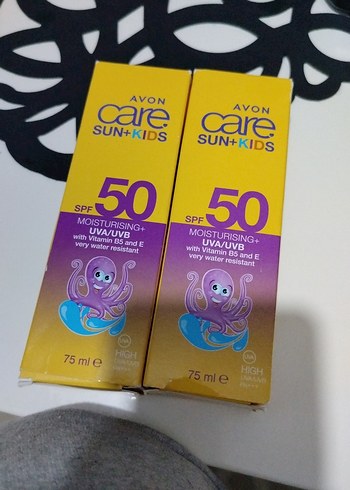 AVON
care
SUN+KIDS
SPF 50
MOISTURISING+
UVA/UVB
with Vitamin B5 and E
very water resistant
HIGH
75 ml e
AVON
care
SUN+KIDS
SPF 50
MOISTURISING+
UVA/UVB
with Vitamin B5 and E
very water resistant
HIGH
75 ml e